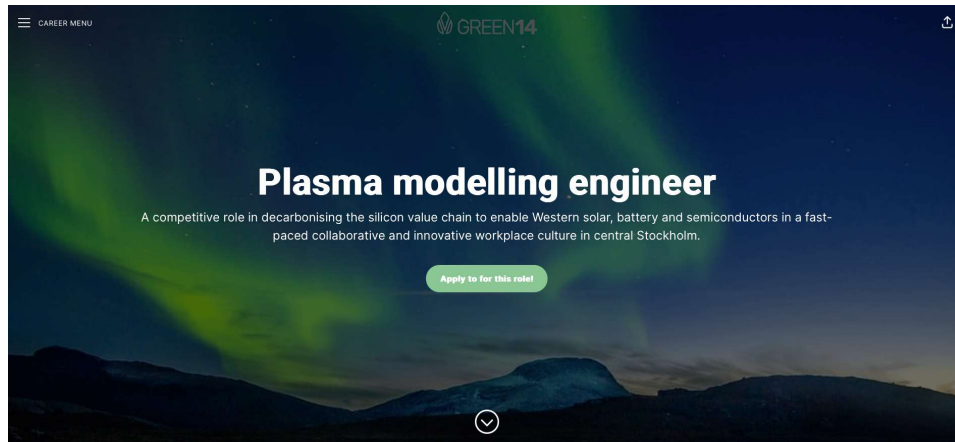 CAREER MENU
GREEN14
Plasma modelling engineer
A competitive role in decarbonising the silicon value chain to enable Western solar, battery and semiconductors in a fast-
paced collaborative and innovative workplace culture in central Stockholm.
Apply to for this role!